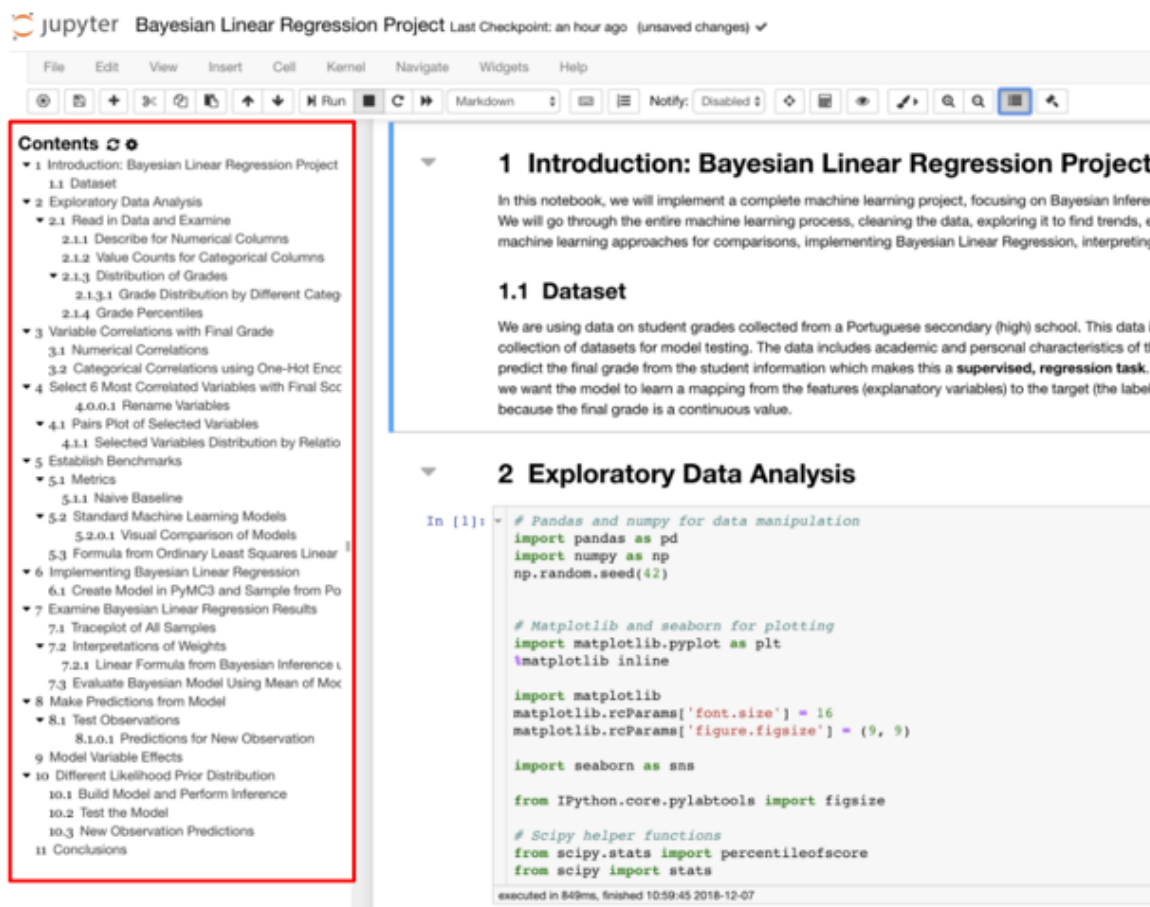 jupyter Bayesian Linear Regression Project Last Checkpoint: an hour ago (unsaved changes)
File Edit View Insert Cell Kernel Navigate Widgets Help
Run Markdown Notify: Disabled
Contents
1 Introduction: Bayesian Linear Regression Project
1.1 Dataset
2 Exploratory Data Analysis
2.1 Read in Data and Examine
2.1.1 Describe for Numerical Columns
2.1.2 Value Counts for Categorical Columns
2.1.3 Distribution of Grades
2.1.3.1 Grade Distribution by Different Categ
2.1.4 Grade Percentiles
3 Variable Correlations with Final Grade
3.1 Numerical Correlations
3.2 Categorical Correlations using One-Hot Enc
4 Select 6 Most Correlated Variables with Final Sc
4.0.0.1 Rename Variables
4.1 Pairs Plot of Selected Variables
4.1.1 Selected Variables Distribution by Relatio
5 Establish Benchmarks
5.1 Metrics
5.1.1 Naive Baseline
5.2 Standard Machine Learning Models
5.2.0.1 Visual Comparison of Models
5.3 Formula from Ordinary Least Squares Linear
6 Implementing Bayesian Linear Regression
6.1 Create Model in PyMC3 and Sample from Po
7 Examine Bayesian Linear Regression Results
7.1 Traceplot of All Samples
7.2 Interpretations of Weights
7.2.1 Linear Formula from Bayesian Inference
7.3 Evaluate Bayesian Model Using Mean of Mo
8 Make Predictions from Model
8.1 Test Observations
8.1.0.1 Predictions for New Observation
9 Model Variable Effects
10 Different Likelihood Prior Distribution
10.1 Build Model and Perform Inference
10.2 Test the Model
10.3 New Observation Predictions
11 Conclusions
1 Introduction: Bayesian Linear Regression Project
In this notebook, we will implement a complete machine learning project, focusing on Bayesian Infere
We will go through the entire machine learning process, cleaning the data, exploring it to find trends,
machine learning approaches for comparisons, implementing Bayesian Linear Regression, interpreting
1.1 Dataset
We are using data on student grades collected from a Portuguese secondary (high) school. This data
collection of datasets for model testing. The data includes academic and personal characteristics of
predict the final grade from the student information which makes this a supervised, regression task.
we want the model to learn a mapping from the features (explanatory variables) to the target (the label
because the final grade is a continuous value.
2 Exploratory Data Analysis
In [1]: # Pandas and numpy for data manipulation
import pandas as pd
import numpy as np
np.random.seed(42)
# Matplotlib and seaborn for plotting
import matplotlib.pyplot as plt
%matplotlib inline
import matplotlib
matplotlib.rcParams['font.size'] = 16
matplotlib.rcParams['figure.figsize'] = (9, 9)
import seaborn as sns
from IPython.core.pylabtools import figsize
# Scipy helper functions
from scipy.stats import percentileofscore
from scipy import stats
executed in 849ms, finished 10:59:45 2018-12-07